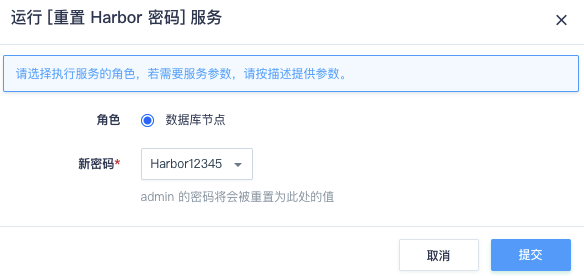 运行 [重置 Harbor 密码] 服务
请选择执行服务的角色，若需要服务参数，请按描述提供参数。
角色 数据库节点
新密码* Harbor12345
admin 的密码将会被重置为此处的值
取消 提交